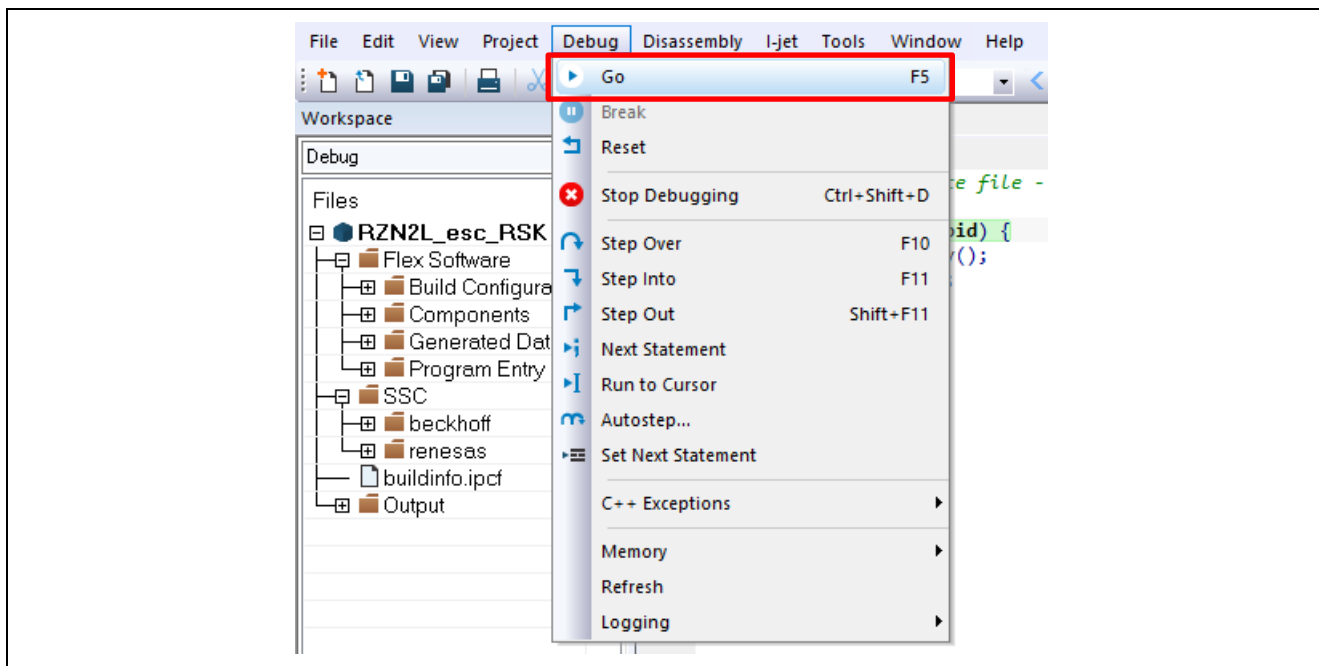 File Edit View Project Debug Disassembly I-jet Tools Window Help
Go F5
Workspace
Break
Debug
Reset
file -
Files
Stop Debugging Ctrl+Shift+D
RZN2L_esc_RSK
Step Over F10
) {
Flex Software
();
Build Configura
Step Into F11
Components
Step Out Shift+F11
Generated Dat
Next Statement
Program Entry
Run to Cursor
SSC
beckhoff
Autostep...
renesas
Set Next Statement
buildinfo.ipcf
Output
C++ Exceptions
Memory
Refresh
Logging